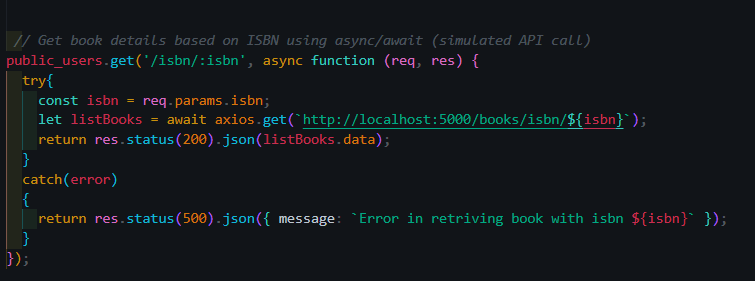 // Get book details based on ISBN using async/await (simulated API call)
public_users.get('/isbn/:isbn', async function (req, res) {
  try{
    const isbn = req.params.isbn;
    let listBooks = await axios.get(`http://localhost:5000/books/isbn/${isbn}`);
    return res.status(200).json(listBooks.data);
  }
  catch(error)
  {
    return res.status(500).json({ message: `Error in retriving book with isbn ${isbn}` });
  }
});